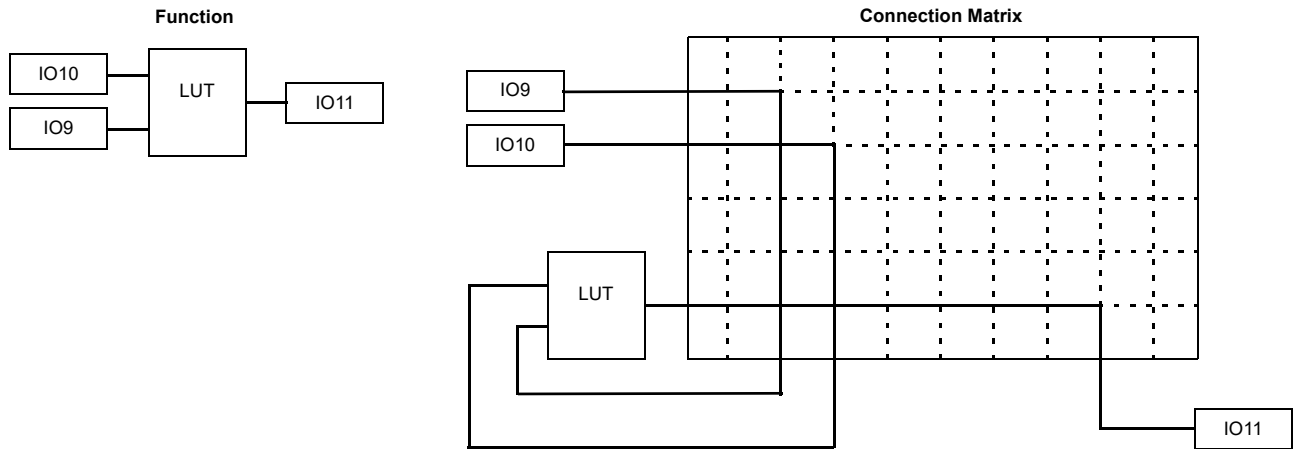 Function
IO10
IO9
LUT
IO11
Connection Matrix
IO9
IO10
LUT
IO11